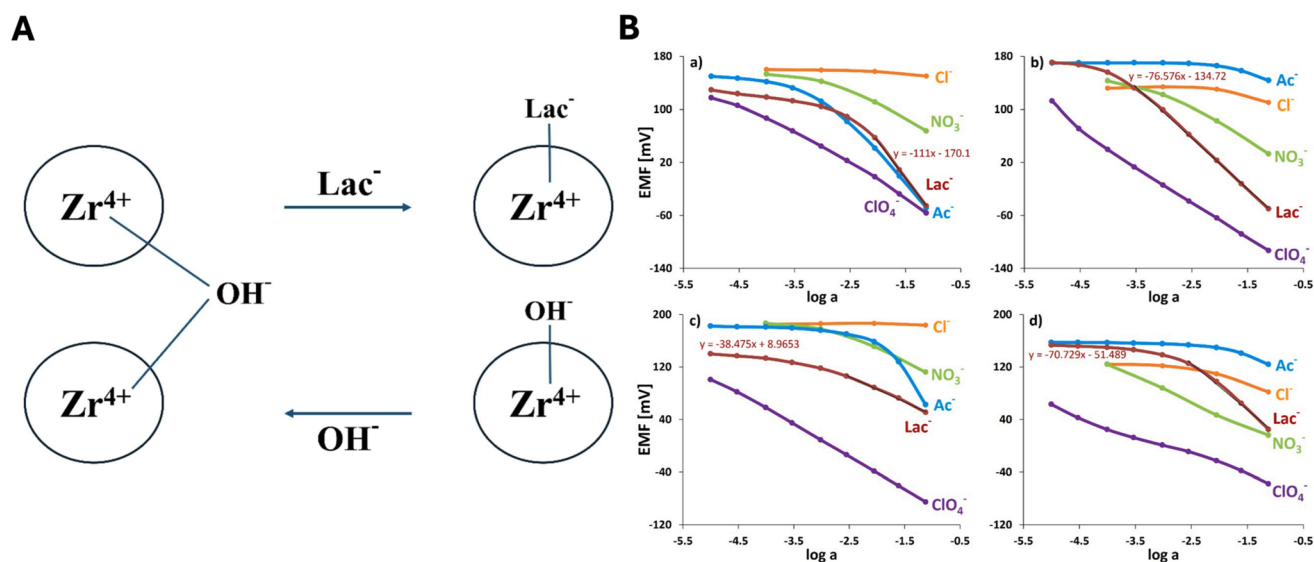 A
B
Lac⁻
Zr⁴⁺
Lac⁻
Zr⁴⁺
OH⁻
OH⁻
Zr⁴⁺
OH⁻
Zr⁴⁺
a)
180
100
20
-60
-140
EMF [mV]
Cl⁻
NO₃⁻
y = -111x - 170.1
Lac⁻
ClO₄⁻
Ac⁻
-5.5 -4.5 -3.5 -2.5 -1.5 -0.5
log a
b)
180
100
20
-60
-140
Ac⁻
y = -76.576x - 134.72
Cl⁻
NO₃⁻
Lac⁻
ClO₄⁻
-5.5 -4.5 -3.5 -2.5 -1.5 -0.5
log a
c)
200
120
40
-40
-120
EMF [mV]
Cl⁻
y = -38.475x + 8.9653
NO₃⁻
Ac⁻
Lac⁻
ClO₄⁻
-5.5 -4.5 -3.5 -2.5 -1.5 -0.5
log a
d)
200
120
40
-40
-120
y = -70.729x - 51.489
Ac⁻
Cl⁻
Lac⁻
NO₃⁻
ClO₄⁻
-5.5 -4.5 -3.5 -2.5 -1.5 -0.5
log a